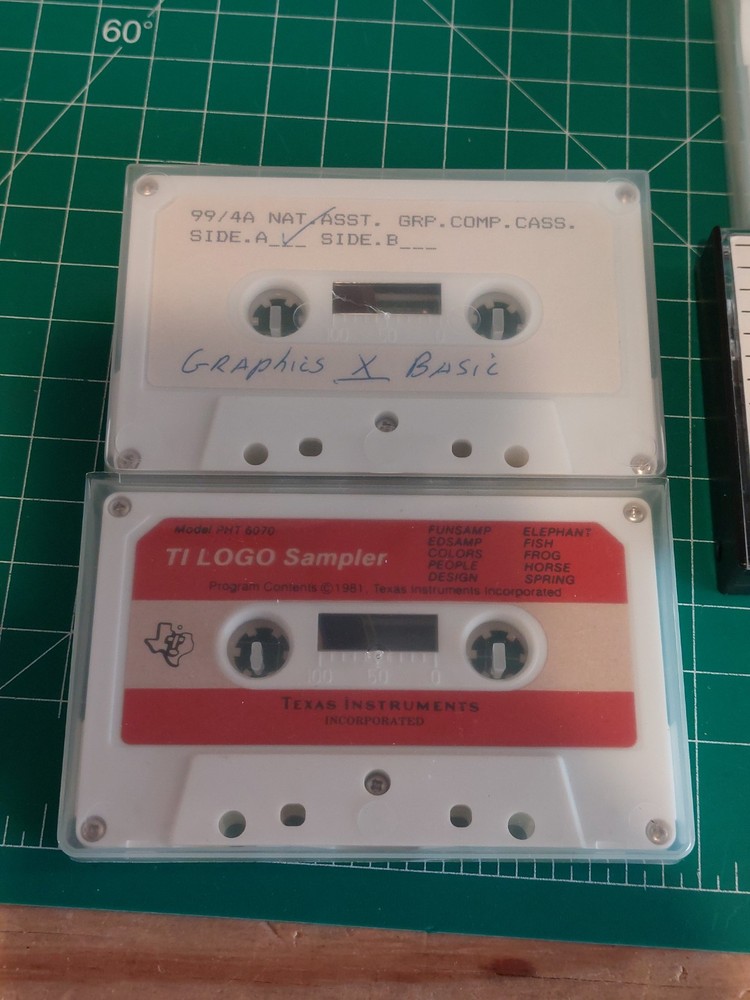 60°
99/4A NAT.ASST. GRP.COMP.CASS.
SIDE.A___ SIDE.B___
Graphics X Basic
Model PHT 6070
TI LOGO Sampler
FUNSAMP ELEPHANT
EDSAMP FISH
COLORS FROG
PEOPLE HORSE
DESIGN SPRING
Program Contents ©1981, Texas Instruments Incorporated
100 50 0
TEXAS INSTRUMENTS
INCORPORATED